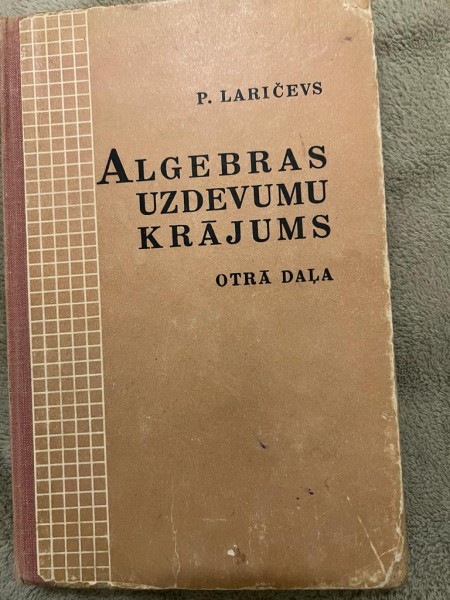 P. LARIČEVS
ALGEBRAS
UZDEVUMU
KRĀJUMS
OTRĀ DAĻA